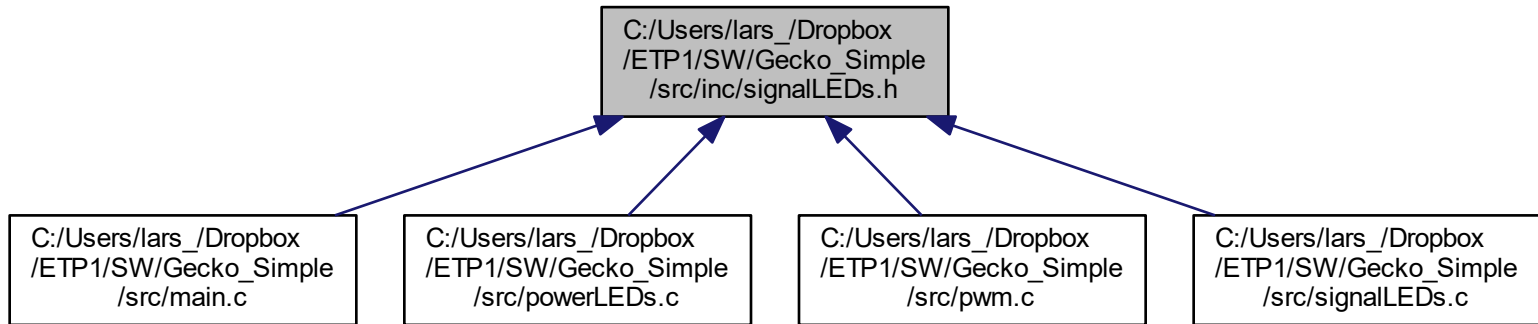 C:/Users/lars_/Dropbox
/ETP1/SW/Gecko_Simple
/src/inc/signalLEDs.h
C:/Users/lars_/Dropbox
/ETP1/SW/Gecko_Simple
/src/main.c
C:/Users/lars_/Dropbox
/ETP1/SW/Gecko_Simple
/src/powerLEDs.c
C:/Users/lars_/Dropbox
/ETP1/SW/Gecko_Simple
/src/pwm.c
C:/Users/lars_/Dropbox
/ETP1/SW/Gecko_Simple
/src/signalLEDs.c